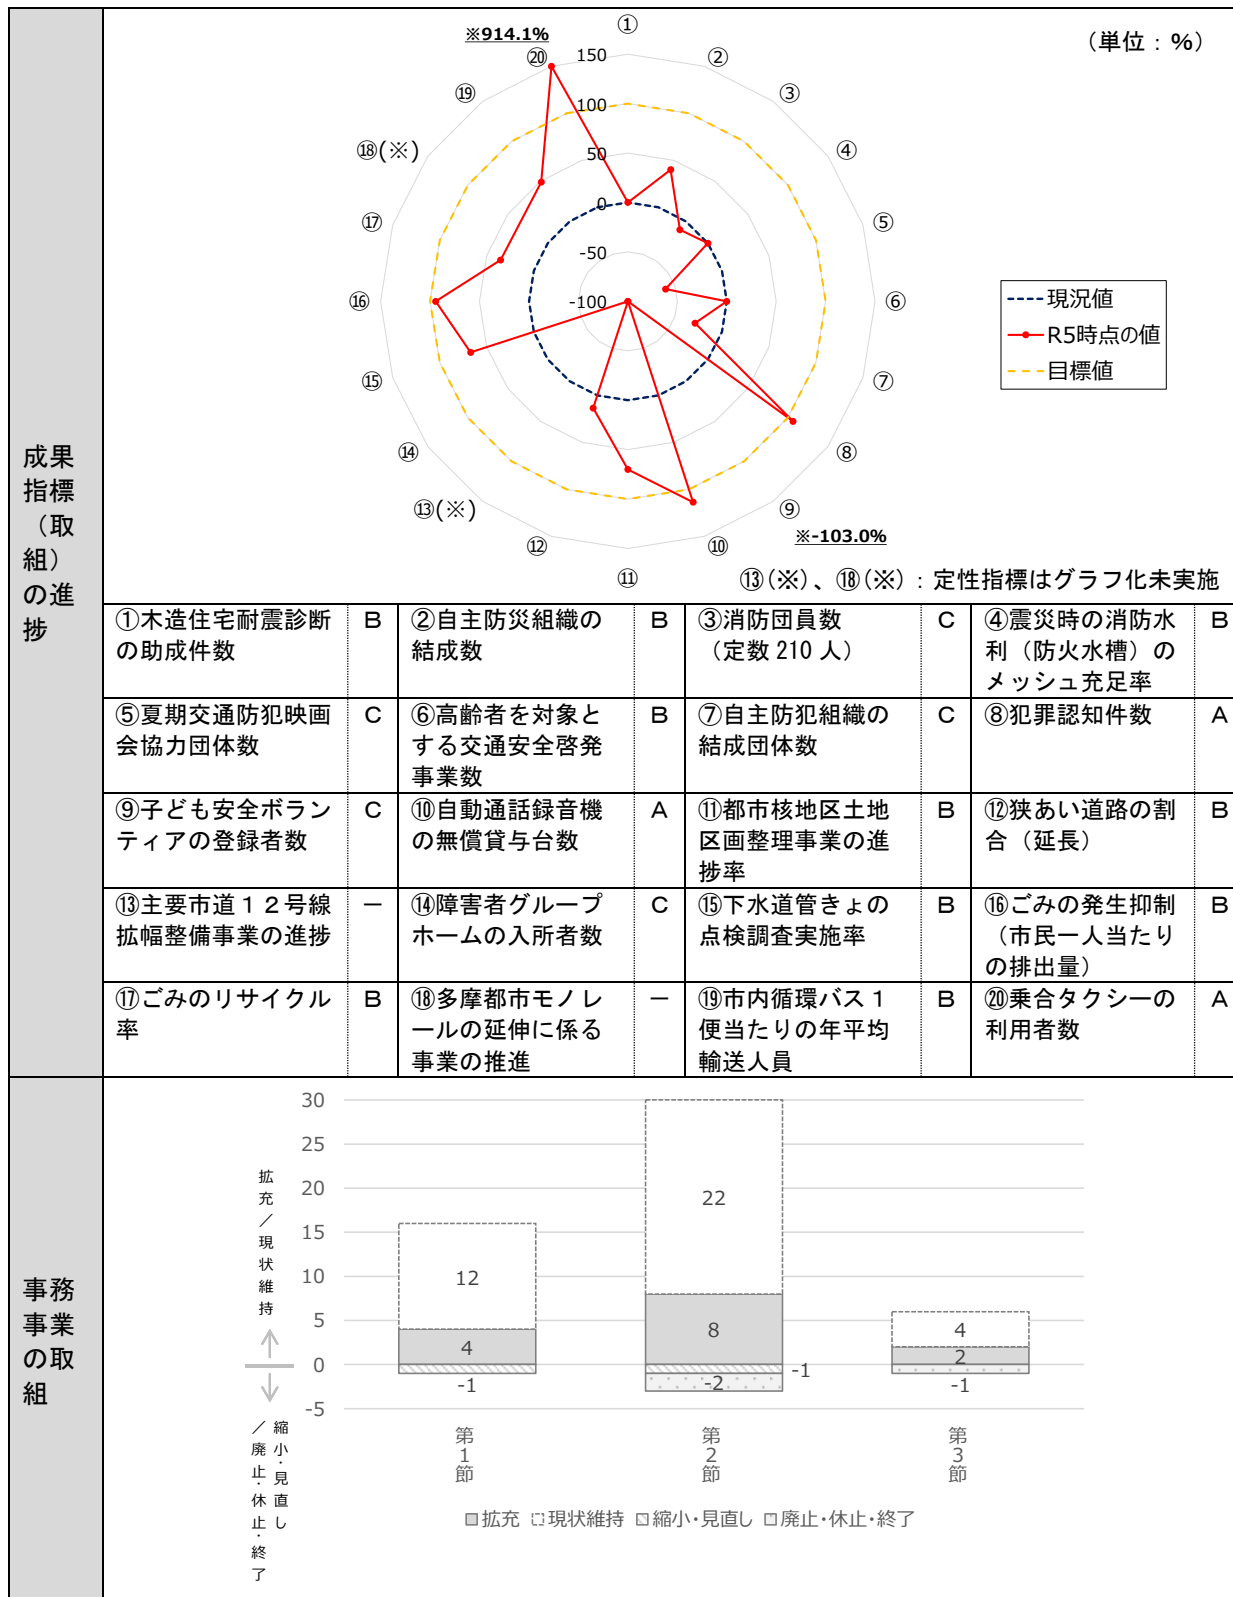 成果
指標
（取
組）
の進
捗
（単位：%）
※914.1%
①
②
③
④
⑤
⑥
⑦
⑧
⑨
⑩
⑪
⑫
⑬(※)
⑭
⑮
⑯
⑰
⑱(※)
⑲
⑳
150
100
50
0
-50
-100
現況値
R5時点の値
目標値
※-103.0%
⑬(※)、⑱(※)：定性指標はグラフ化未実施
①木造住宅耐震診断
の助成件数
B
②自主防災組織の
結成数
B
③消防団員数
（定数 210 人）
C
④震災時の消防水
利（防火水槽）の
メッシュ充足率
B
⑤夏期交通防犯映画
会協力団体数
C
⑥高齢者を対象と
する交通安全啓発
事業数
B
⑦自主防犯組織の
結成団体数
C
⑧犯罪認知件数
A
⑨子ども安全ボラン
ティアの登録者数
C
⑩自動通話録音機
の無償貸与台数
A
⑪都市核地区土地
区画整理事業の進
捗率
B
⑫狭あい道路の割
合（延長）
B
⑬主要市道１２号線
拡幅整備事業の進捗
－
⑭障害者グループ
ホームの入所者数
C
⑮下水道管きょの
点検調査実施率
B
⑯ごみの発生抑制
（市民一人当たり
の排出量）
B
⑰ごみのリサイクル
率
B
⑱多摩都市モノレ
ールの延伸に係る
事業の推進
－
⑲市内循環バス１
便当たりの年平均
輸送人員
B
⑳乗合タクシーの
利用者数
A
事務
事業
の取
組
拡充／現状維持
縮小・見直し
／廃止・休止・終了
30
25
20
15
10
5
0
-5
12
4
-1
22
8
-1
-2
4
2
-1
第1節
第2節
第3節
拡充 現状維持 縮小・見直し 廃止・休止・終了